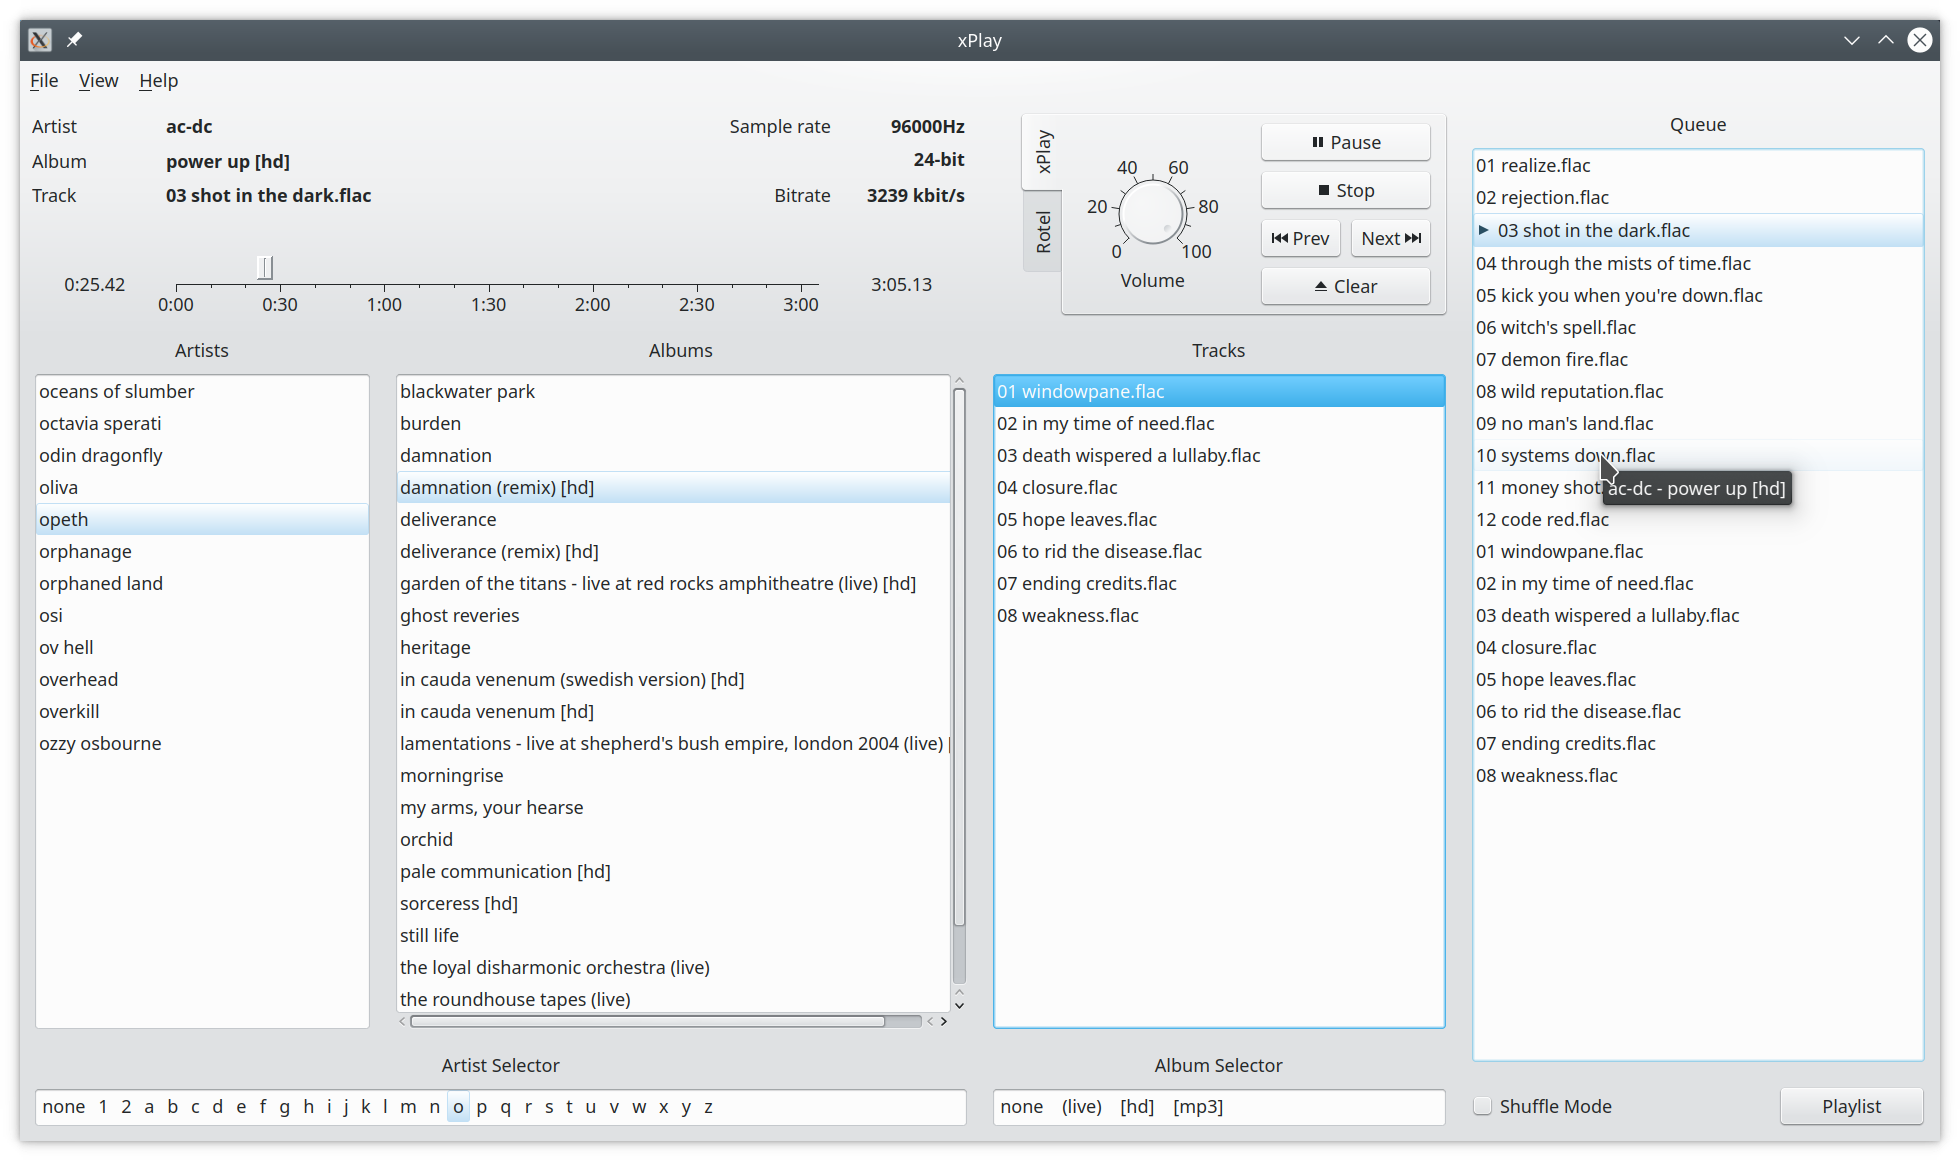 xPlay
File View Help
Artist ac-dc
Album power up [hd]
Track 03 shot in the dark.flac
Sample rate 96000Hz
24-bit
Bitrate 3239 kbit/s
0:25.42
0:00 0:30 1:00 1:30 2:00 2:30 3:00
3:05.13
xPlay
Rotel
0 20 40 60 80 100
Volume
Pause
Stop
Prev Next
Clear
Artists
oceans of slumber
octavia sperati
odin dragonfly
oliva
opeth
orphanage
orphaned land
osi
ov hell
overhead
overkill
ozzy osbourne
Albums
blackwater park
burden
damnation
damnation (remix) [hd]
deliverance
deliverance (remix) [hd]
garden of the titans - live at red rocks amphitheatre (live) [hd]
ghost reveries
heritage
in cauda venenum (swedish version) [hd]
in cauda venenum [hd]
lamentations - live at shepherd's bush empire, london 2004 (live) [
morningrise
my arms, your hearse
orchid
pale communication [hd]
sorceress [hd]
still life
the loyal disharmonic orchestra (live)
the roundhouse tapes (live)
Tracks
01 windowpane.flac
02 in my time of need.flac
03 death wispered a lullaby.flac
04 closure.flac
05 hope leaves.flac
06 to rid the disease.flac
07 ending credits.flac
08 weakness.flac
Queue
01 realize.flac
02 rejection.flac
03 shot in the dark.flac
04 through the mists of time.flac
05 kick you when you're down.flac
06 witch's spell.flac
07 demon fire.flac
08 wild reputation.flac
09 no man's land.flac
10 systems down.flac
11 money shot.
ac-dc - power up [hd]
12 code red.flac
01 windowpane.flac
02 in my time of need.flac
03 death wispered a lullaby.flac
04 closure.flac
05 hope leaves.flac
06 to rid the disease.flac
07 ending credits.flac
08 weakness.flac
Artist Selector
none 1 2 a b c d e f g h i j k l m n o p q r s t u v w x y z
Album Selector
none (live) [hd] [mp3]
Shuffle Mode
Playlist